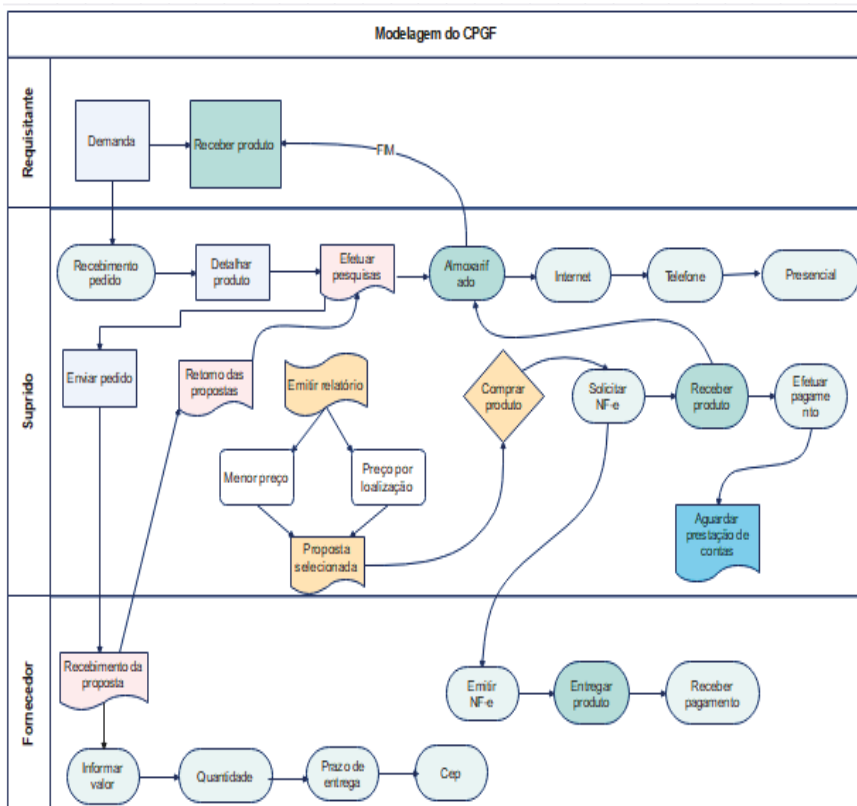 Modelagem do CPGF
Requisitante
Demanda
Receber produto
FIM
Suprido
Recebimento
pedido
Detalhar
produto
Efetuar
pesquisas
Almoxarif
ado
Internet
Telefone
Presencial
Enviar pedido
Retorno das
propostas
Emitir relatório
Comprar
produto
Solicitar
NF-e
Receber
produto
Efetuar
pagame
nto
Menor preço
Preço por
loalização
Proposta
selecionada
Aguardar
prestação de
contas
Fornecedor
Recebimento da
proposta
Emitir
NF-e
Entregar
produto
Receber
pagamento
Informar
valor
Quantidade
Prazo de
entrega
Cep